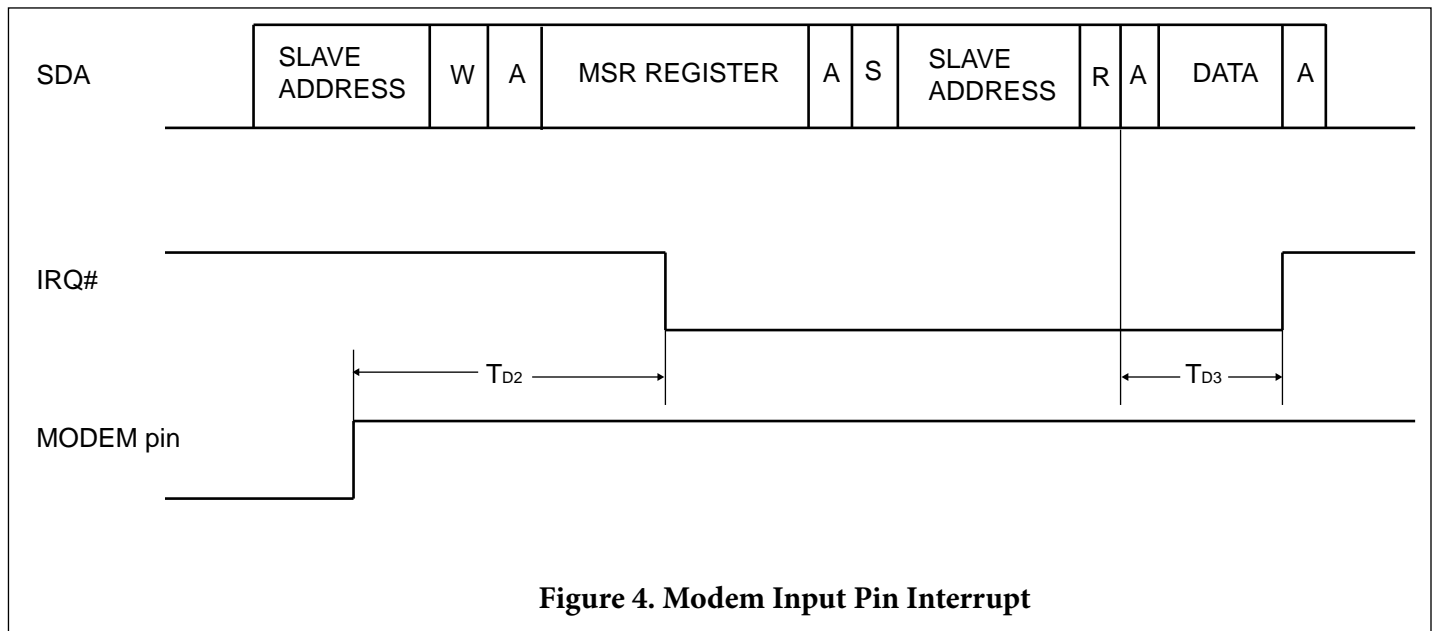 SDA
SLAVE
ADDRESS
W
A
MSR REGISTER
A
S
SLAVE
ADDRESS
R
A
DATA
A
IRQ#
TD2
TD3
MODEM pin
Figure 4. Modem Input Pin Interrupt